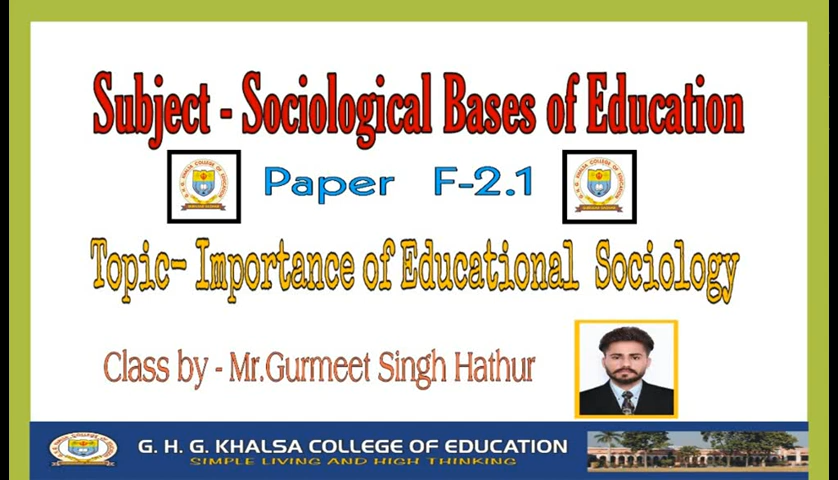 Subject - Sociological Bases of Education
Paper F-2.1
Topic- Importance of Educational Sociology
Class by - Mr.Gurmeet Singh Hathur
G. H. G. KHALSA COLLEGE OF EDUCATION
SIMPLE LIVING AND HIGH THINKING